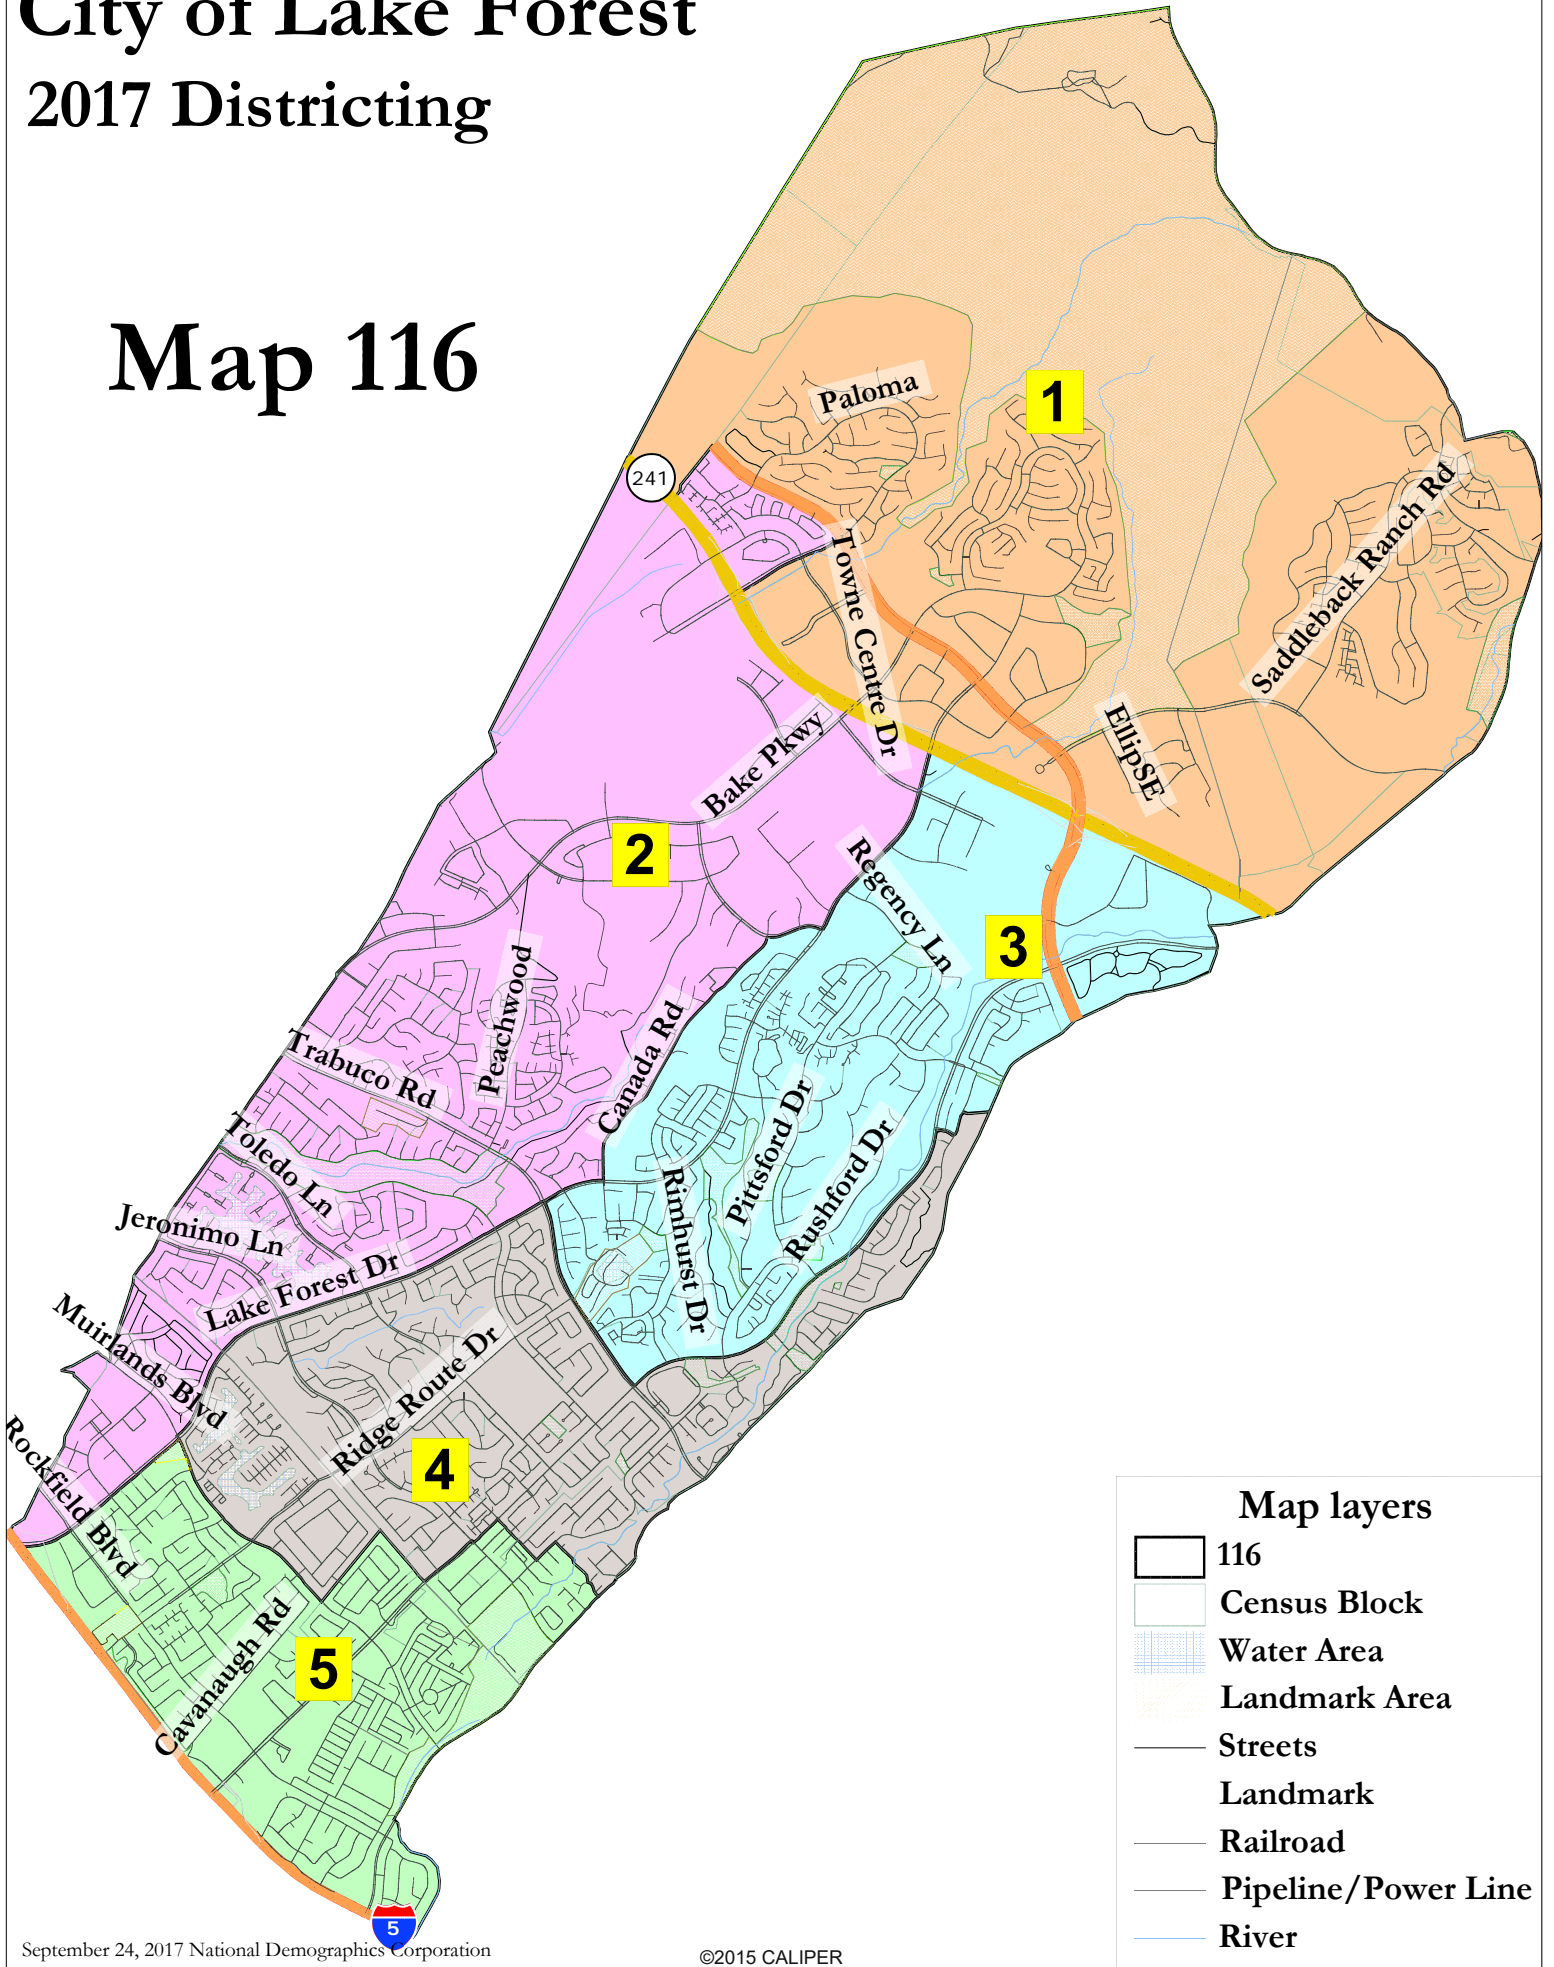 City of Lake Forest
2017 Districting
Map 116
Paloma
1
241
Saddleback Ranch Rd
Towne Centre Dr
EllipSE
Bake Pkwy
2
Regency Ln
3
Peachwood
Canada Rd
Trabuco Rd
Pittsford Dr
Toledo Ln
Rushford Dr
Rimhurst Dr
Jeronimo Ln
Lake Forest Dr
Muirlands Blvd
Ridge Route Dr
4
Rockfield Blvd
Cavanaugh Rd
5
Map layers
116
Census Block
Water Area
Landmark Area
Streets
Landmark
Railroad
Pipeline/Power Line
River
5
September 24, 2017 National Demographics Corporation
©2015 CALIPER